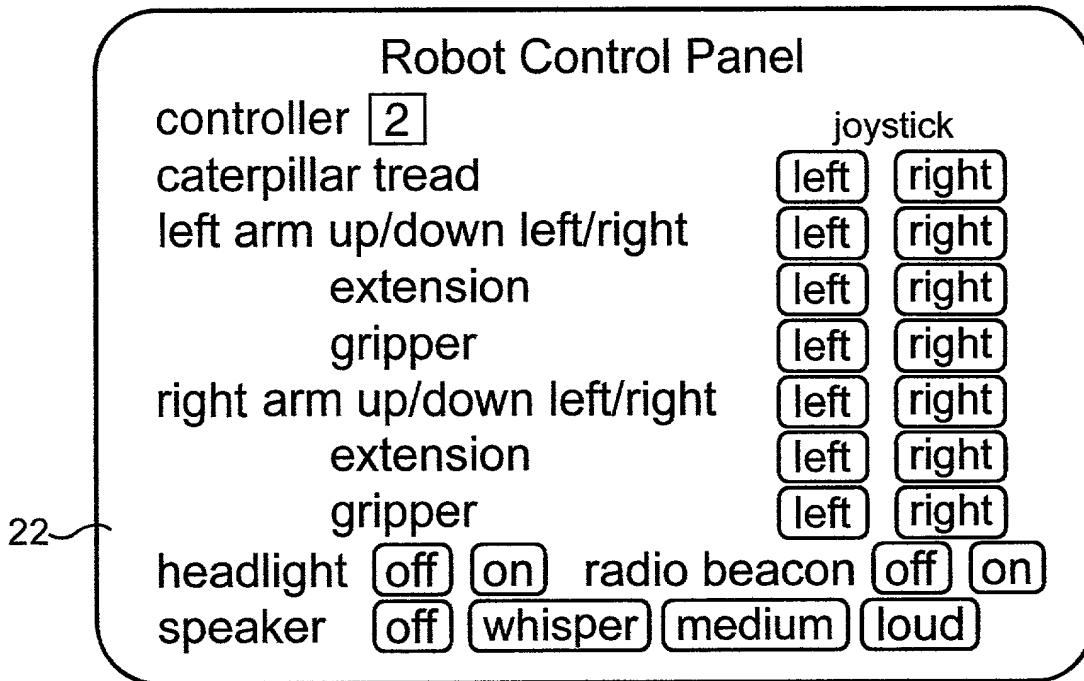 Robot Control Panel
controller 2
joystick
caterpillar tread left right
left arm up/down left/right left right
extension left right
gripper left right
right arm up/down left/right left right
extension left right
gripper left right
22
headlight off on radio beacon off on
speaker off whisper medium loud